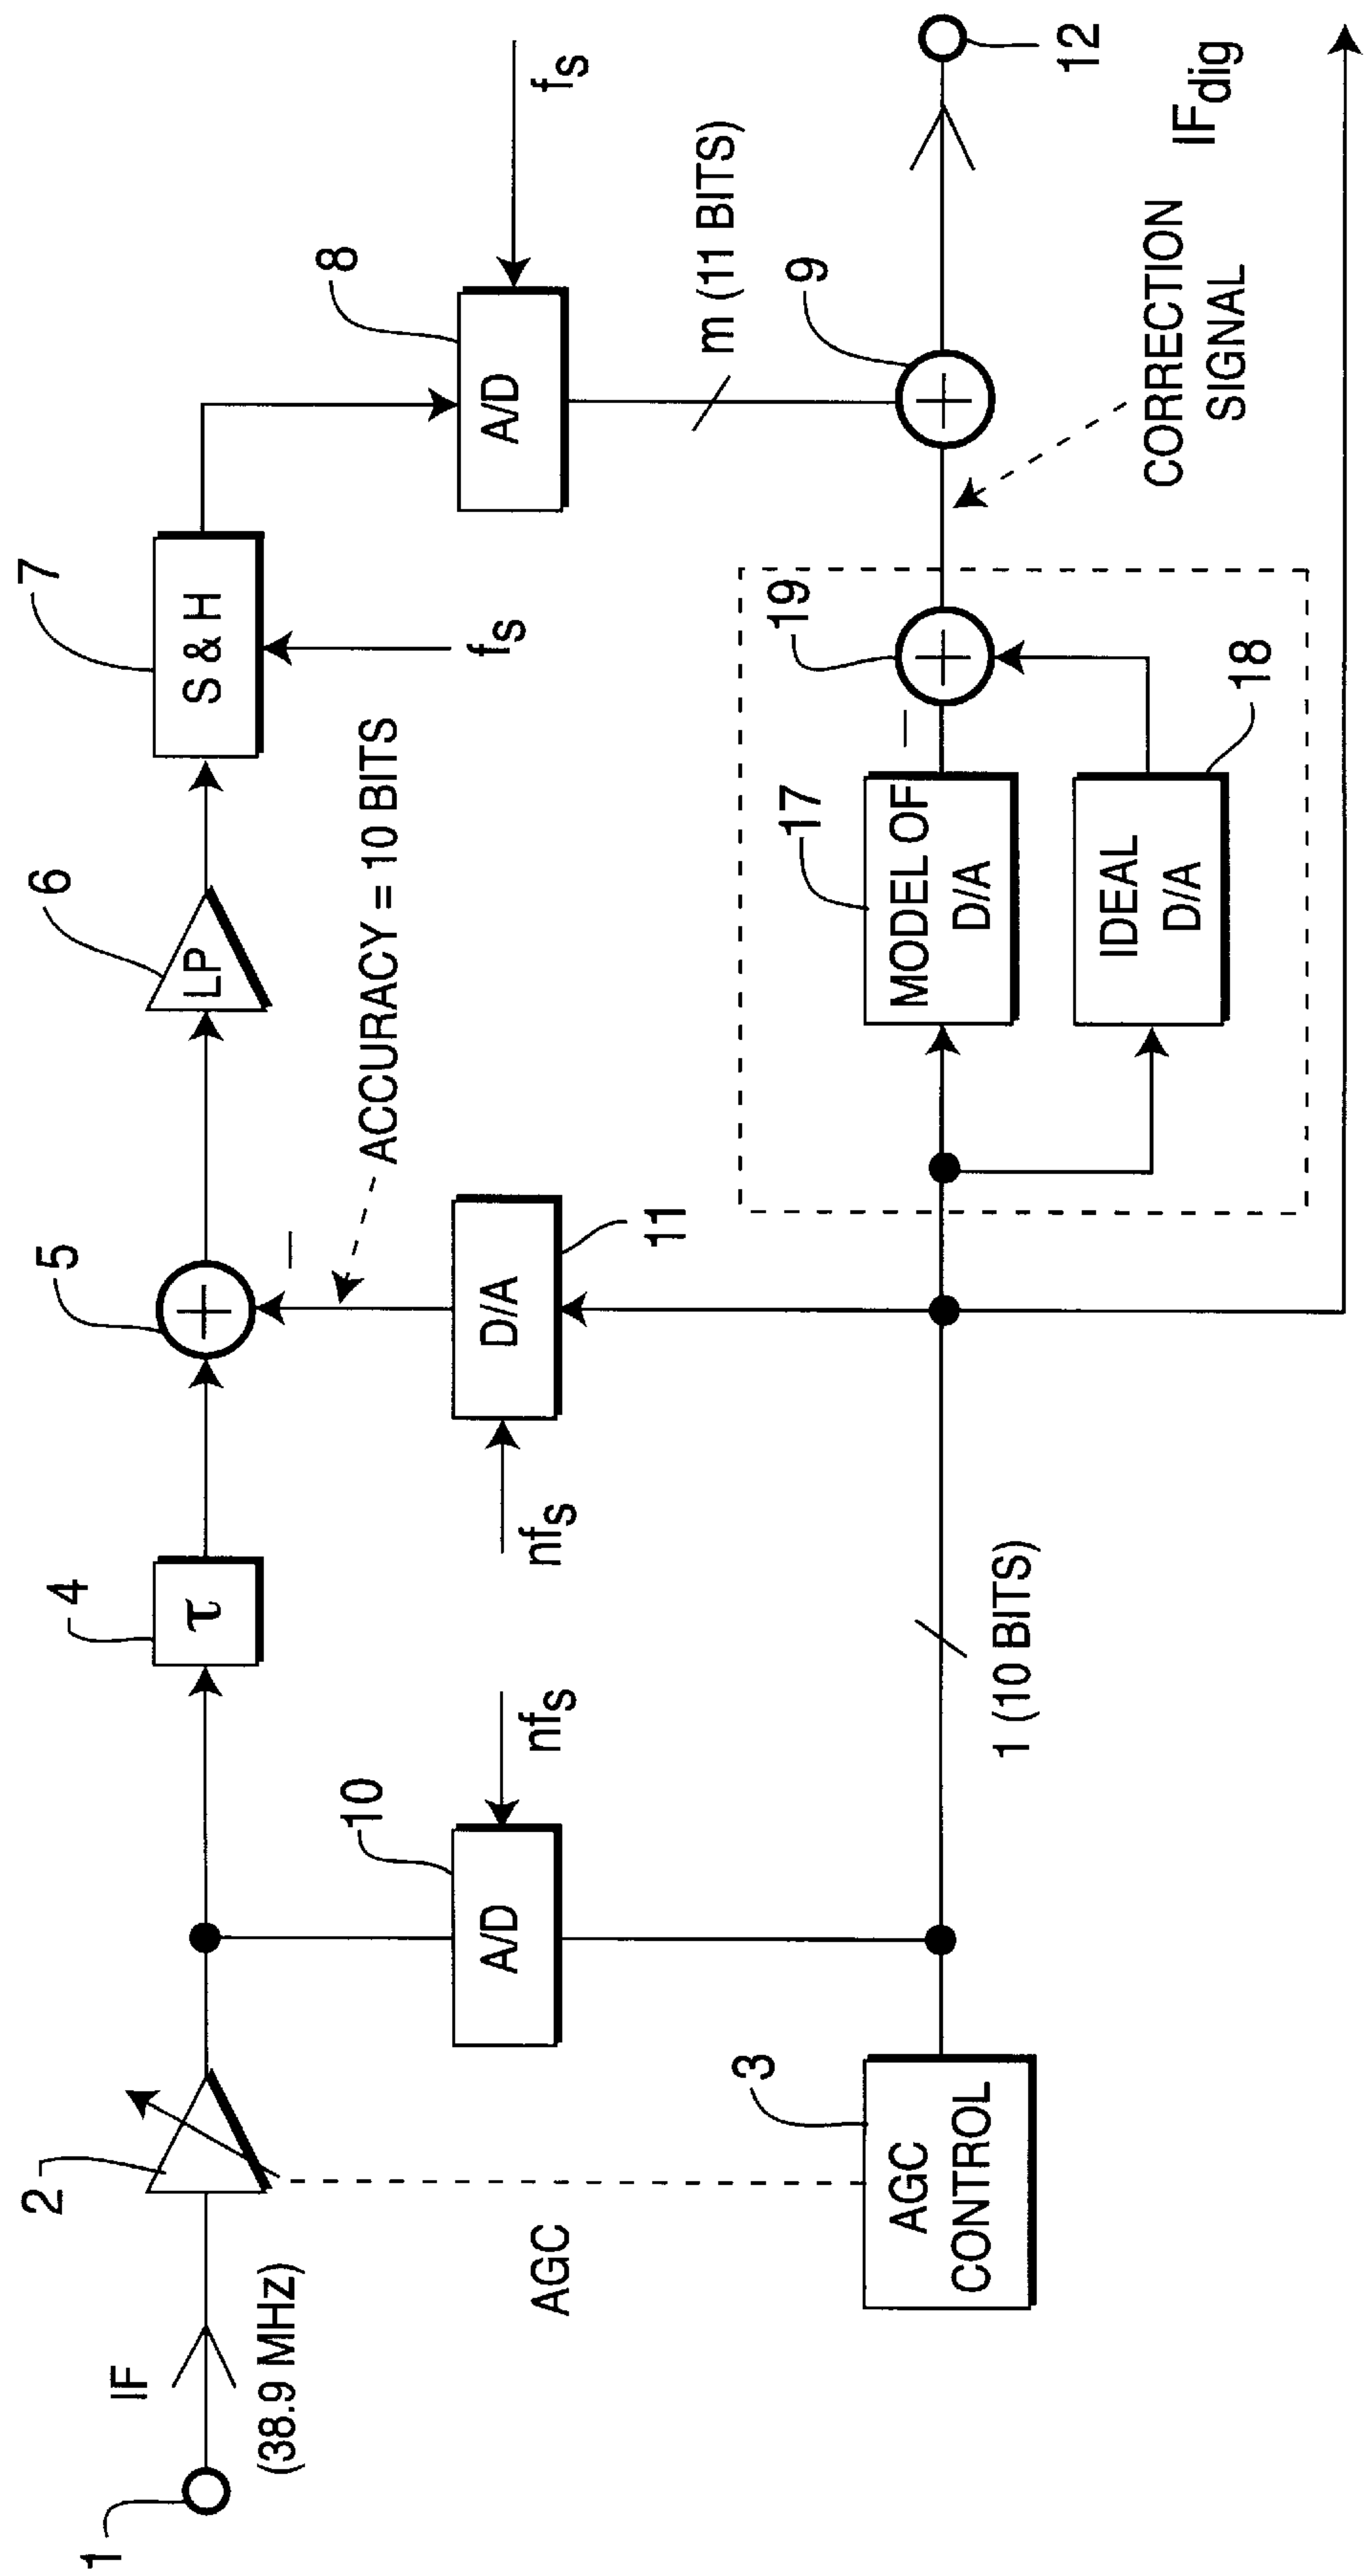 1
IF
(38.9 MHz)
2
AGC
3
AGC
CONTROL
10
A/D
nfs
1 (10 BITS)
4
τ
5
+
−
nfs
D/A
11
ACCURACY = 10 BITS
6
LP
7
S & H
fs
8
A/D
fs
m (11 BITS)
9
+
17
MODEL OF
D/A
−
IDEAL
D/A
18
19
+
CORRECTION
SIGNAL
12
IFdig